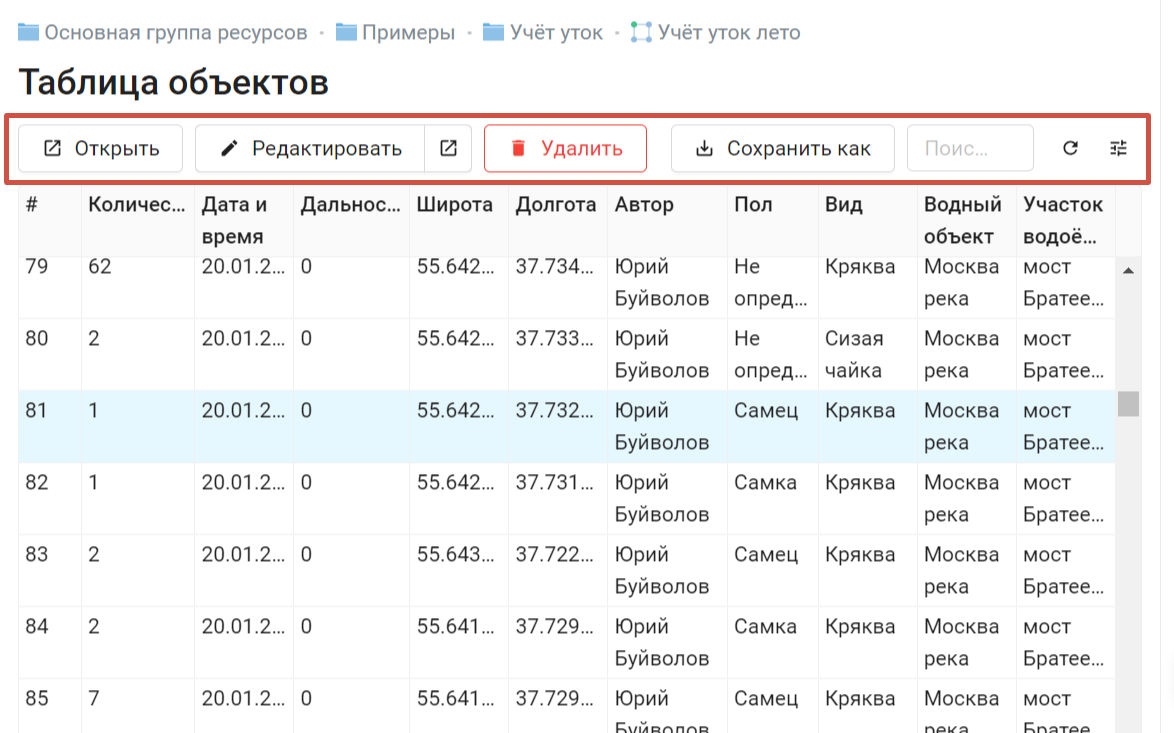 Основная группа ресурсов · Примеры · Учёт уток · Учёт уток лето
Таблица объектов
Открыть Редактировать Удалить Сохранить как Поис...
# Количес... Дата и время Дальнос... Широта Долгота Автор Пол Вид Водный объект Участок водоё...
79 62 20.01.2... 0 55.642... 37.734... Юрий Буйволов Не опред... Кряква Москва река мост Братее...
80 2 20.01.2... 0 55.642... 37.733... Юрий Буйволов Не опред... Сизая чайка Москва река мост Братее...
81 1 20.01.2... 0 55.642... 37.732... Юрий Буйволов Самец Кряква Москва река мост Братее...
82 1 20.01.2... 0 55.642... 37.731... Юрий Буйволов Самка Кряква Москва река мост Братее...
83 2 20.01.2... 0 55.643... 37.722... Юрий Буйволов Самец Кряква Москва река мост Братее...
84 2 20.01.2... 0 55.641... 37.729... Юрий Буйволов Самка Кряква Москва река мост Братее...
85 7 20.01.2... 0 55.641... 37.729... Юрий Буйволов Самец Кряква Москва река мост Братее...